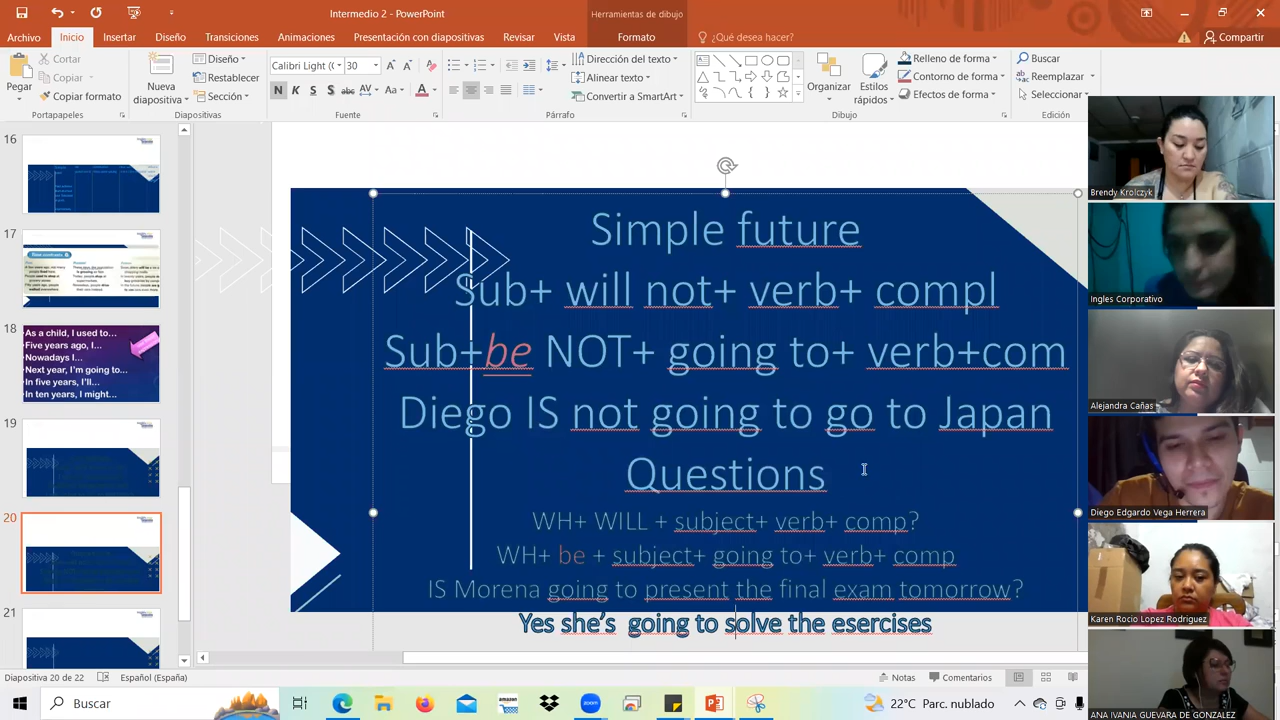 Intermedio 2 - PowerPoint
Herramientas de dibujo
Archivo Inicio Insertar Diseño Transiciones Animaciones Presentación con diapositivas Revisar Vista Formato ¿Qué desea hacer? Compartir
Pegar
Cortar
Copiar
Copiar formato
Portapapeles
Nueva diapositiva
Diseño
Restablecer
Sección
Diapositivas
Calibri Light ( 30
N K S S abc AV Aa A
Fuente
Dirección del texto
Alinear texto
Convertir a SmartArt
Párrafo
Organizar
Estilos rápidos
Relleno de forma
Contorno de forma
Efectos de forma
Dibujo
Buscar
Reemplazar
Seleccionar
Edición
16
17
18
As a child, I used to...
Five years ago, I...
Nowadays I...
Next year, I'm going to...
In five years, I'll...
In ten years, I might...
19
20
21
Simple future
Sub+ will not+ verb+ compl
Sub+be NOT+ going to+ verb+com
Diego IS not going to go to Japan
Questions
WH+ WILL + subject+ verb+ comp?
WH+ be + subject+ going to+ verb+ comp
IS Morena going to present the final exam tomorrow?
Yes she's going to solve the esercises
Brendy Krolczyk
Ingles Corporativo
Alejandra Cañas
Diego Edgardo Vega Herrera
Karen Rocio Lopez Rodriguez
ANA IVANIA GUEVARA DE GONZALEZ
Diapositiva 20 de 22 Español (España) Notas Comentarios
Buscar
amazon
zoom
22°C Parc. nublado